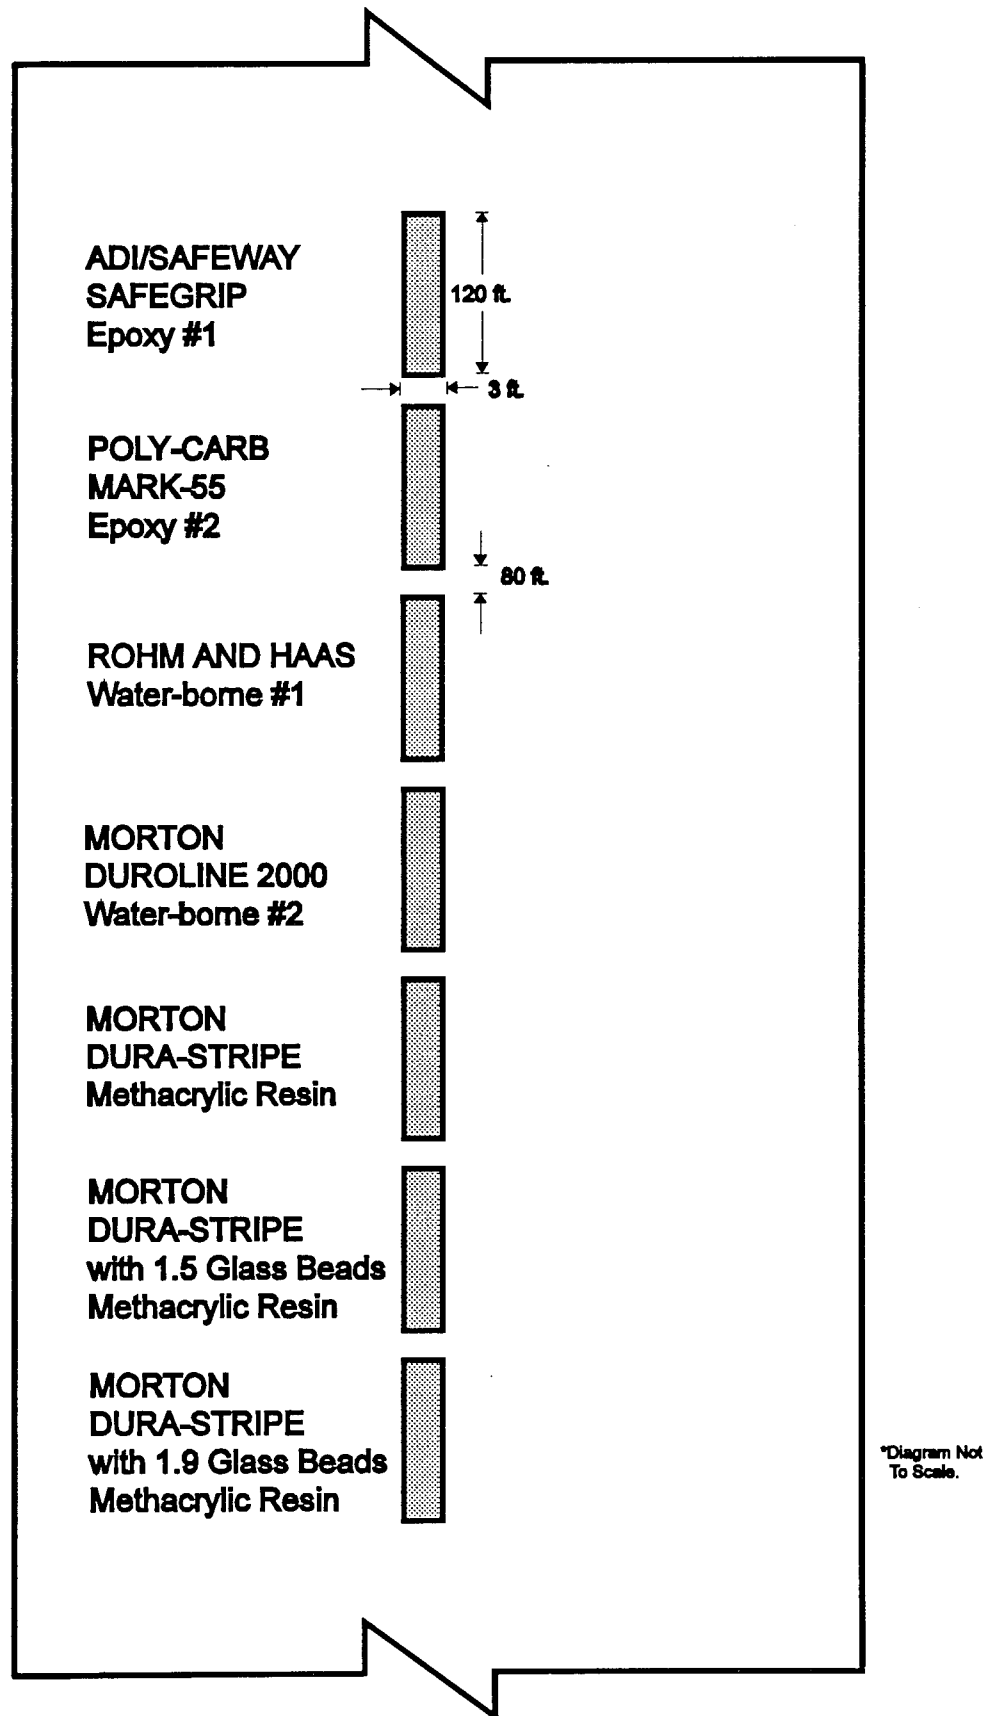 ADI/SAFEWAY
SAFEGRIP
Epoxy #1
120 ft.
3 ft.
POLY-CARB
MARK-55
Epoxy #2
80 ft.
ROHM AND HAAS
Water-borne #1
MORTON
DUROLINE 2000
Water-borne #2
MORTON
DURA-STRIPE
Methacrylic Resin
MORTON
DURA-STRIPE
with 1.5 Glass Beads
Methacrylic Resin
MORTON
DURA-STRIPE
with 1.9 Glass Beads
Methacrylic Resin
*Diagram Not
To Scale.